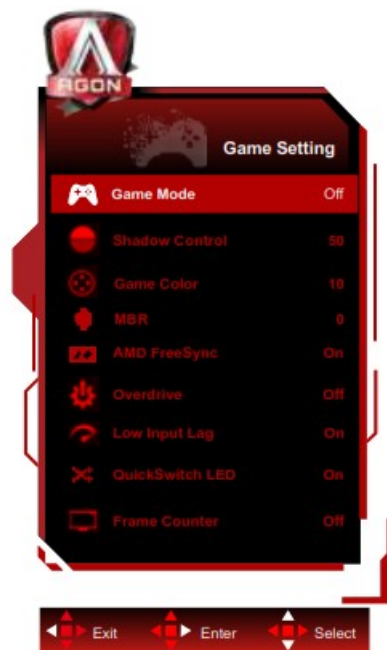 AGON
Game Setting
Game Mode Off
Shadow Control 50
Game Color 10
MBR 0
AMD FreeSync On
Overdrive Off
Low Input Lag On
QuickSwitch LED On
Frame Counter Off
Exit Enter Select